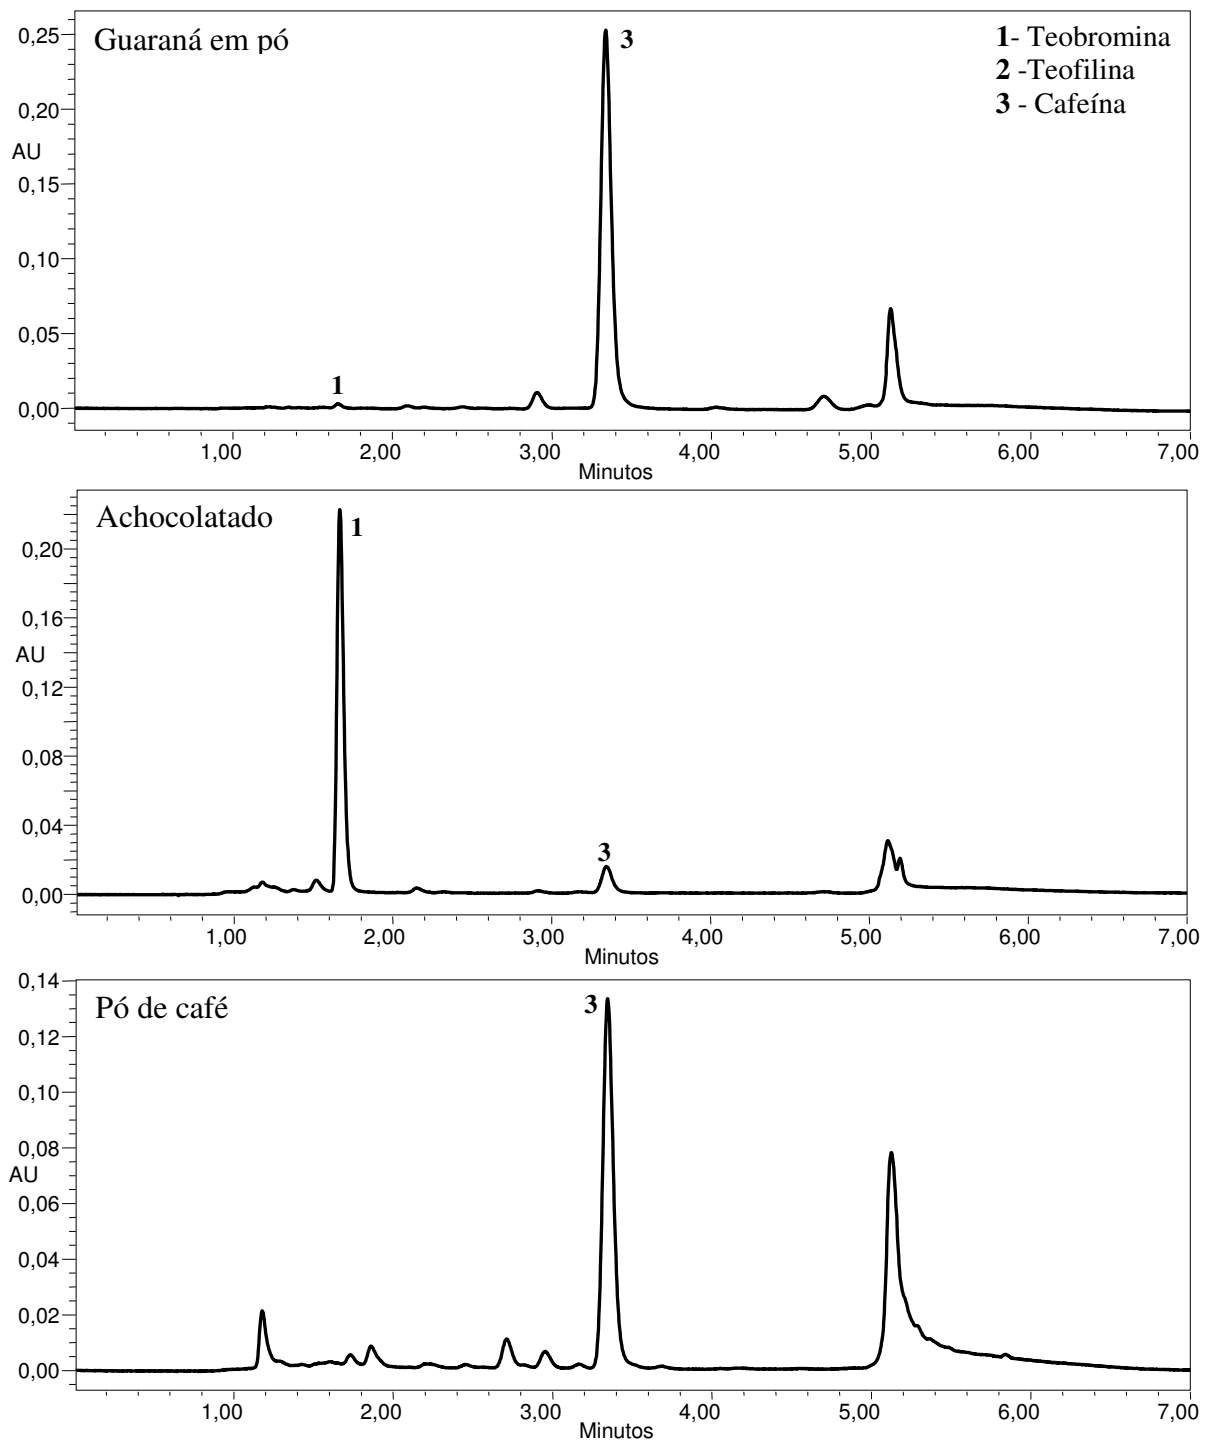 Guaraná em pó
3
1- Teobromina
2 -Teofilina
3 - Cafeína
0,25
0,20
AU
0,15
0,10
0,05
1
0,00
1,00 2,00 3,00 4,00 5,00 6,00 7,00
Minutos
Achocolatado
1
0,20
0,16
AU
0,12
0,08
0,04
3
0,00
1,00 2,00 3,00 4,00 5,00 6,00 7,00
Minutos
0,14
Pó de café
3
0,12
0,10
0,08
AU
0,06
0,04
0,02
0,00
1,00 2,00 3,00 4,00 5,00 6,00 7,00
Minutos